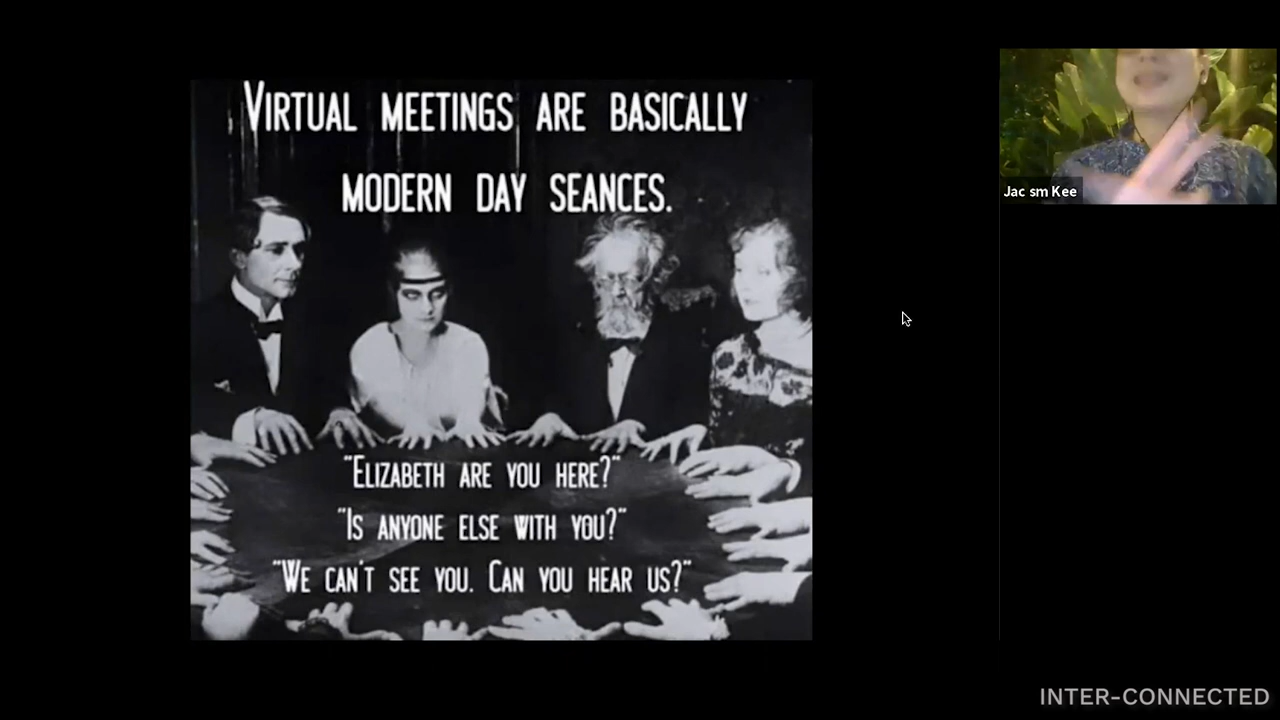 Virtual meetings are basically
modern day seances.
"Elizabeth are you here?"
"Is anyone else with you?"
"We can't see you. Can you hear us?"
Jac sm Kee
INTER-CONNECTED